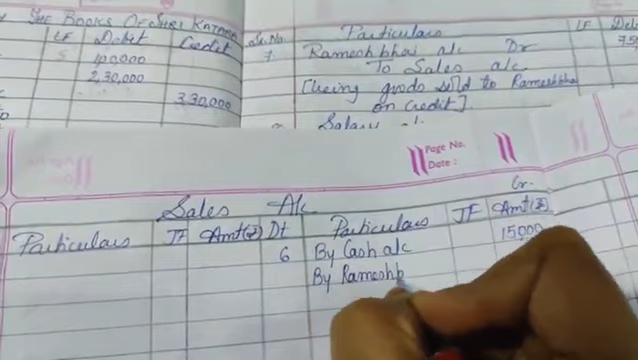 THE BOOKS OF SHRI
LF Debit Credit
40,000
2,30,000
3,30,000
Sr.No. Particulars LF
7 Rameshbhai a/c Dr
To Sales a/c
[being goods sold to Rameshbhai
on credit]
Salary
Page No.
Date :
Sales A/c
Cr.
Particulars JF Amt(₹) Dt Particulars JF Amt(₹)
6 By Cash a/c 15000
By Rameshb